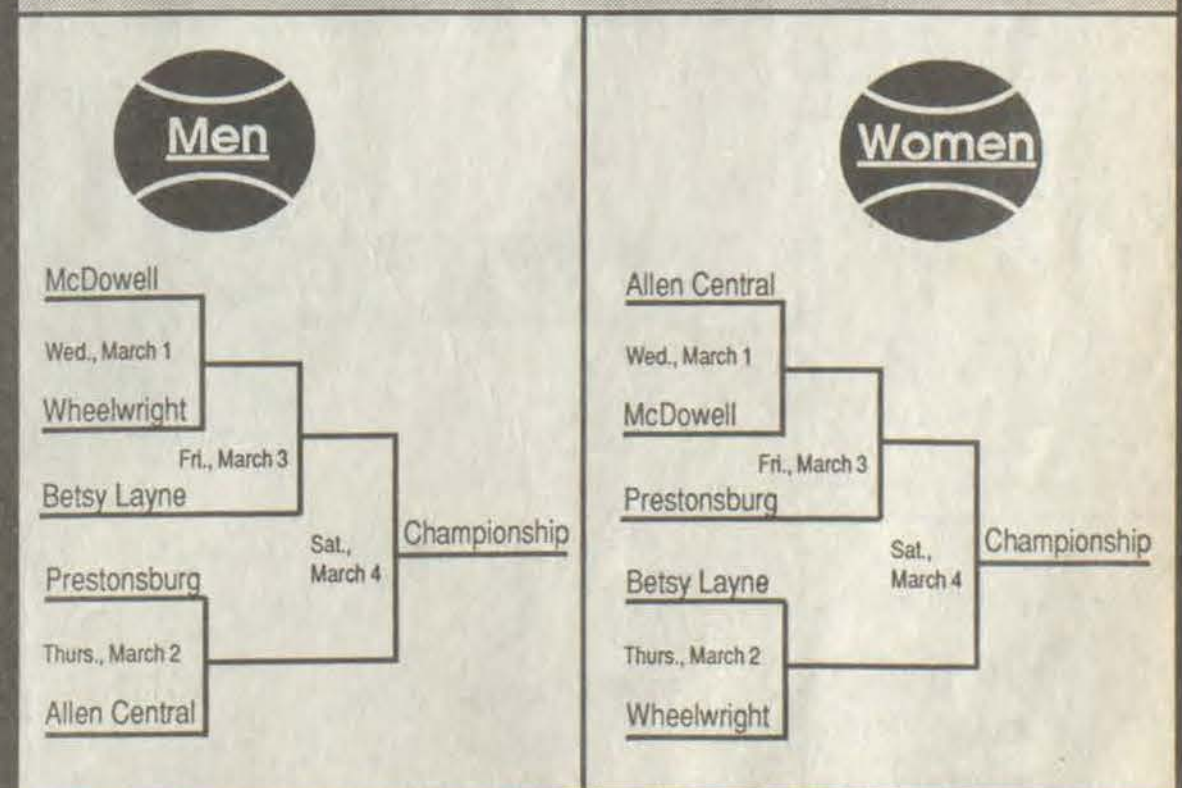 Men
McDowell
Wed., March 1
Wheelwright
Fri., March 3
Betsy Layne
Sat.,
March 4
Championship
Prestonsburg
Thurs., March 2
Allen Central
Women
Allen Central
Wed., March 1
McDowell
Fri., March 3
Prestonsburg
Sat.,
March 4
Championship
Betsy Layne
Thurs., March 2
Wheelwright